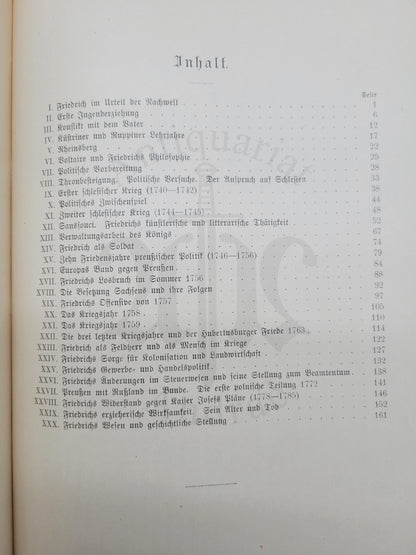 Inhalt.
Seite
I. Friedrich im Urteil der Nachwelt . . . 1
II. Erste Jugenderziehung . . . 6
III. Konflikt mit dem Vater . . . 12
IV. Küstriner und Ruppiner Lehrjahre . . . 17
V. Rheinsberg . . . 22
VI. Voltaire und Friedrichs Philosophie . . . 25
VII. Politische Vorbereitung . . . 28
VIII. Thronbesteigung. Politische Versuche. Der Anspruch auf Schlesien . . . 33
IX. Erster schlesischer Krieg (1740—1742) . . . 38
X. Politisches Zwischenspiel . . . 44
XI. Zweiter schlesischer Krieg (1744—1745) . . . 48
XII. Sanssouci. Friedrichs künstlerische und litterarische Thätigkeit . . . 52
XIII. Verwaltungsarbeit des Königs . . . 67
XIV. Friedrich als Soldat . . . 74
XV. Zehn Friedensjahre preußischer Politik (1746—1756) . . . 79
XVI. Europas Bund gegen Preußen . . . 84
XVII. Friedrichs Losbruch im Sommer 1756 . . . 88
XVIII. Die Besetzung Sachsens und ihre Folgen . . . 92
XIX. Friedrichs Offensive von 1757 . . . 97
XX. Das Kriegsjahr 1758 . . . 105
XXI. Das Kriegsjahr 1759 . . . 110
XXII. Die drei letzten Kriegsjahre und der Hubertusburger Friede 1763 . . . 114
XXIII. Friedrich als Feldherr und als Mensch im Kriege . . . 122
XXIV. Friedrichs Sorge für Kolonisation und Landwirtschaft . . . 127
XXV. Friedrichs Gewerbe- und Handelspolitik . . . 132
XXVI. Friedrichs Änderungen im Steuerwesen und seine Stellung zum Beamtentum . . . 138
XXVII. Preußen mit Rußland im Bunde. Die erste polnische Teilung 1772 . . . 141
XXVIII. Friedrichs Widerstand gegen Kaiser Josefs Pläne (1778—1785) . . . 146
XXIX. Friedrichs erzieherische Wirksamkeit. Sein Alter und Tod . . . 152
XXX. Friedrichs Wesen und geschichtliche Stellung . . . 161